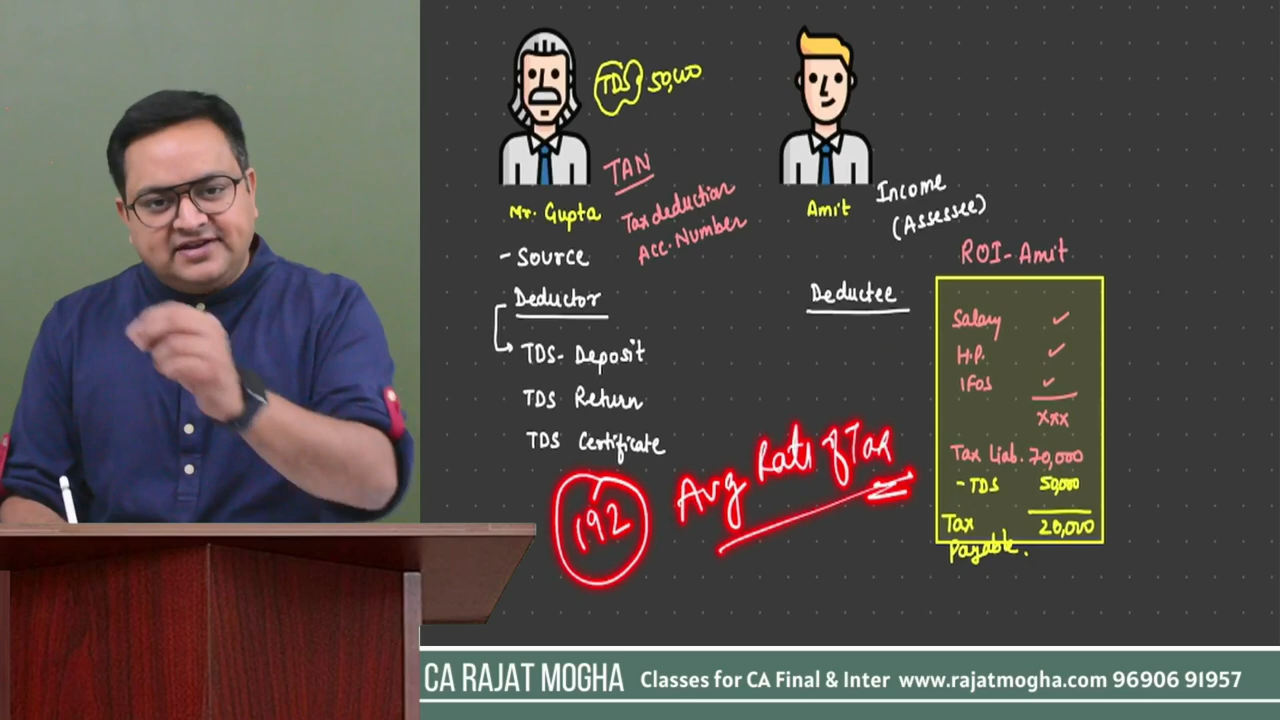 TDS 50,000
TAN
Tax deduction
Acc. Number
Mr. Gupta
- Source
Deductor
TDS- Deposit
TDS Return
TDS Certificate
192
Avg Rate of Tax
Amit
Income
(Assessee)
Deductee
ROI- Amit
Salary ✓
H.P. ✓
IFOS ✓
xxx
Tax Liab. 70,000
- TDS 50,000
Tax 20,000
Payable.
CA RAJAT MOGHA Classes for CA Final & Inter www.rajatmogha.com 96906 91957